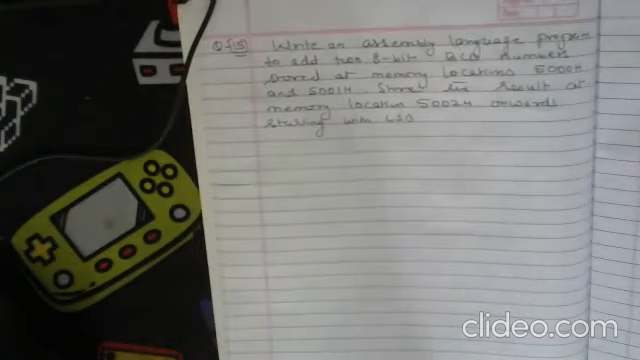 Q.(15) Write an assembly language program
to add two 8-bit BCD numbers
stored at memory locations 5000H
and 5001H. Store the result at
memory location 5002H onwards
starting with LSD
clideo.com